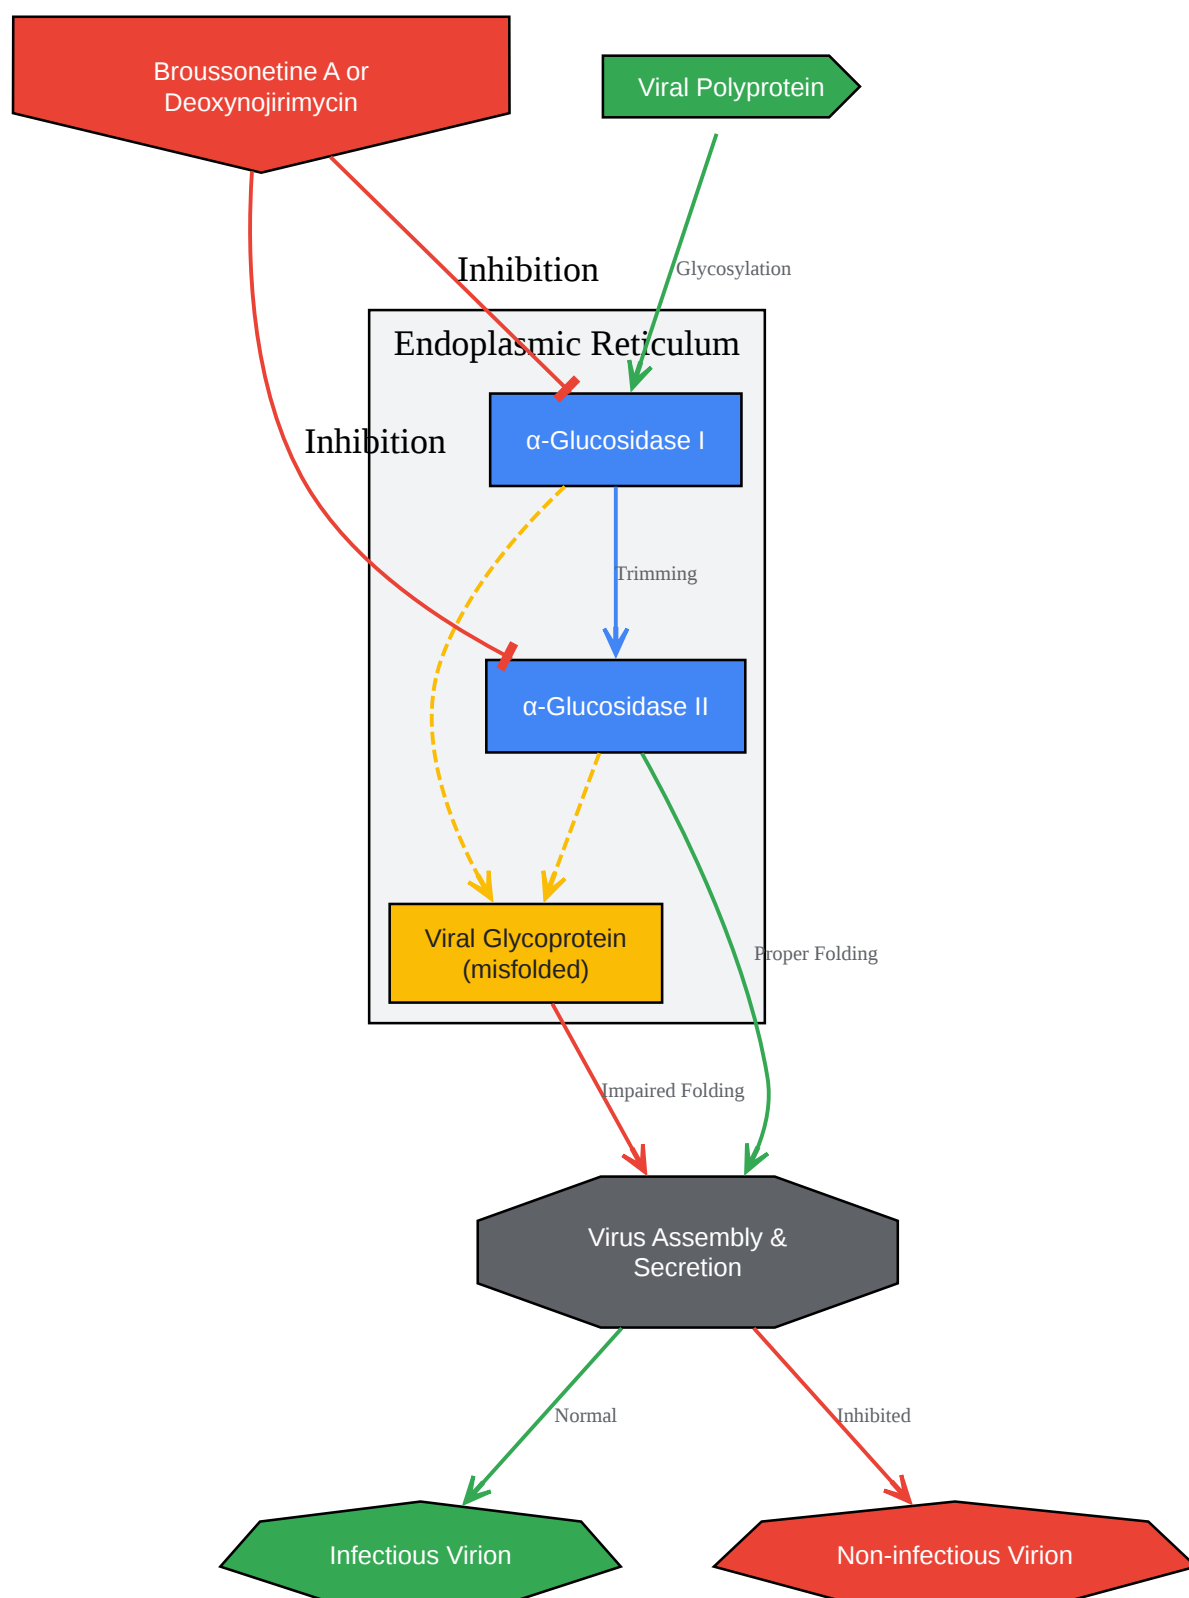 Broussonetine A or
Deoxynojirimycin
Viral Polyprotein
Inhibition
Glycosylation
Endoplasmic Reticulum
α-Glucosidase I
Inhibition
Trimming
α-Glucosidase II
Viral Glycoprotein
(misfolded)
Proper Folding
Impaired Folding
Virus Assembly &
Secretion
Normal
Inhibited
Infectious Virion
Non-infectious Virion